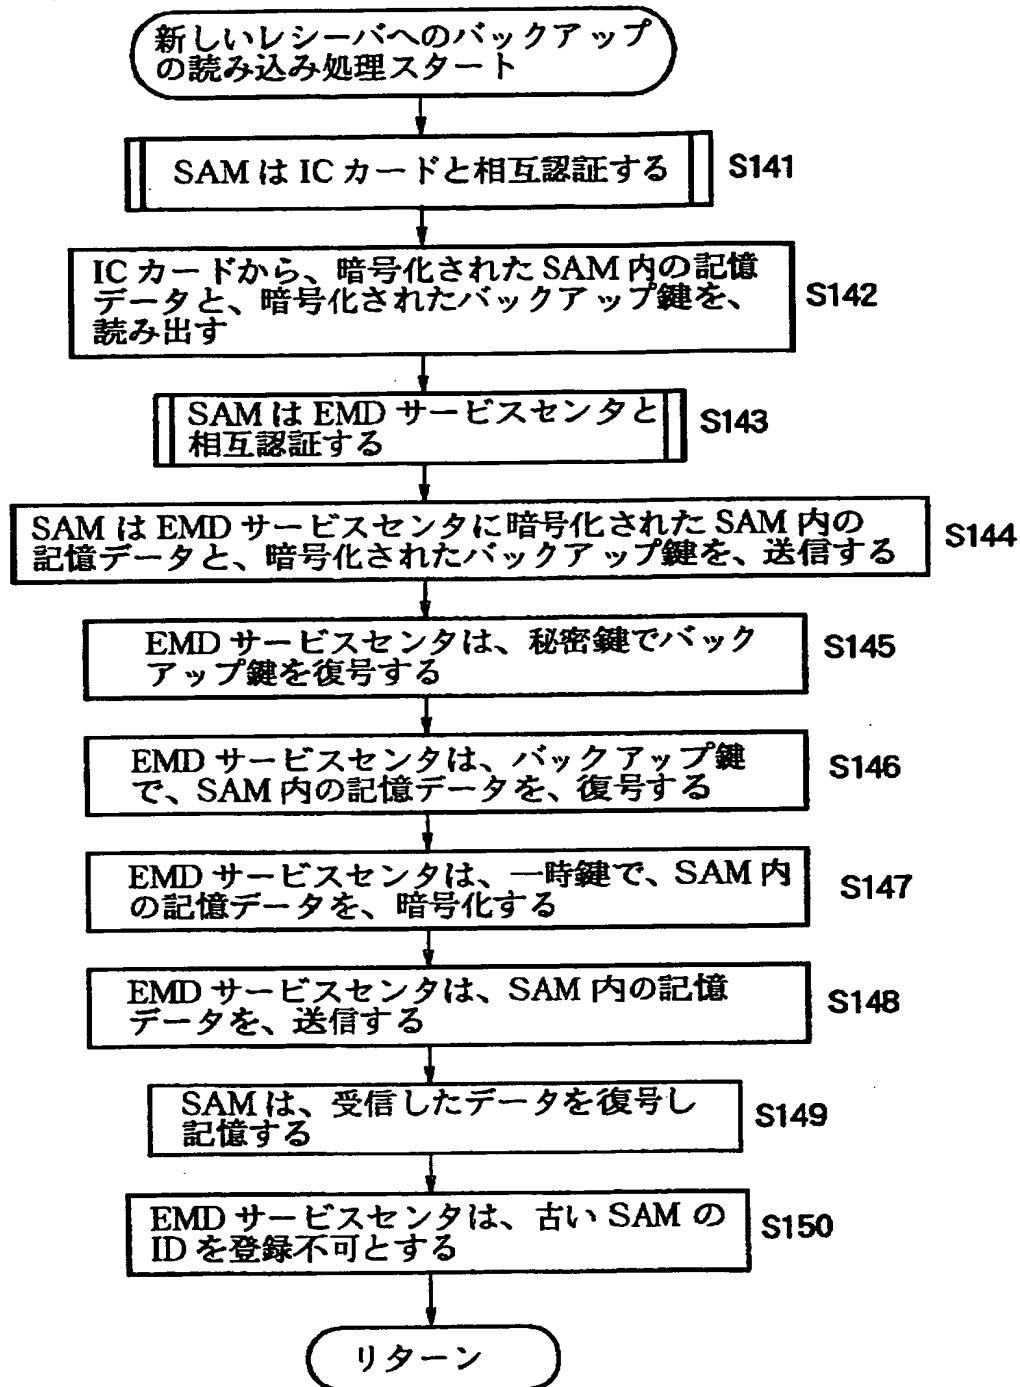 新しいレシーバへのバックアップ
の読み込み処理スタート
SAM は IC カードと相互認証する
S141
IC カードから、暗号化された SAM 内の記憶
データと、暗号化されたバックアップ鍵を、
読み出す
S142
SAM は EMD サービスセンタと
相互認証する
S143
SAM は EMD サービスセンタに暗号化された SAM 内の
記憶データと、暗号化されたバックアップ鍵を、送信する
S144
EMD サービスセンタは、秘密鍵でバック
アップ鍵を復号する
S145
EMD サービスセンタは、バックアップ鍵
で、SAM 内の記憶データを、復号する
S146
EMD サービスセンタは、一時鍵で、SAM 内
の記憶データを、暗号化する
S147
EMD サービスセンタは、SAM 内の記憶
データを、送信する
S148
SAM は、受信したデータを復号し
記憶する
S149
EMD サービスセンタは、古い SAM の
ID を登録不可とする
S150
リターン